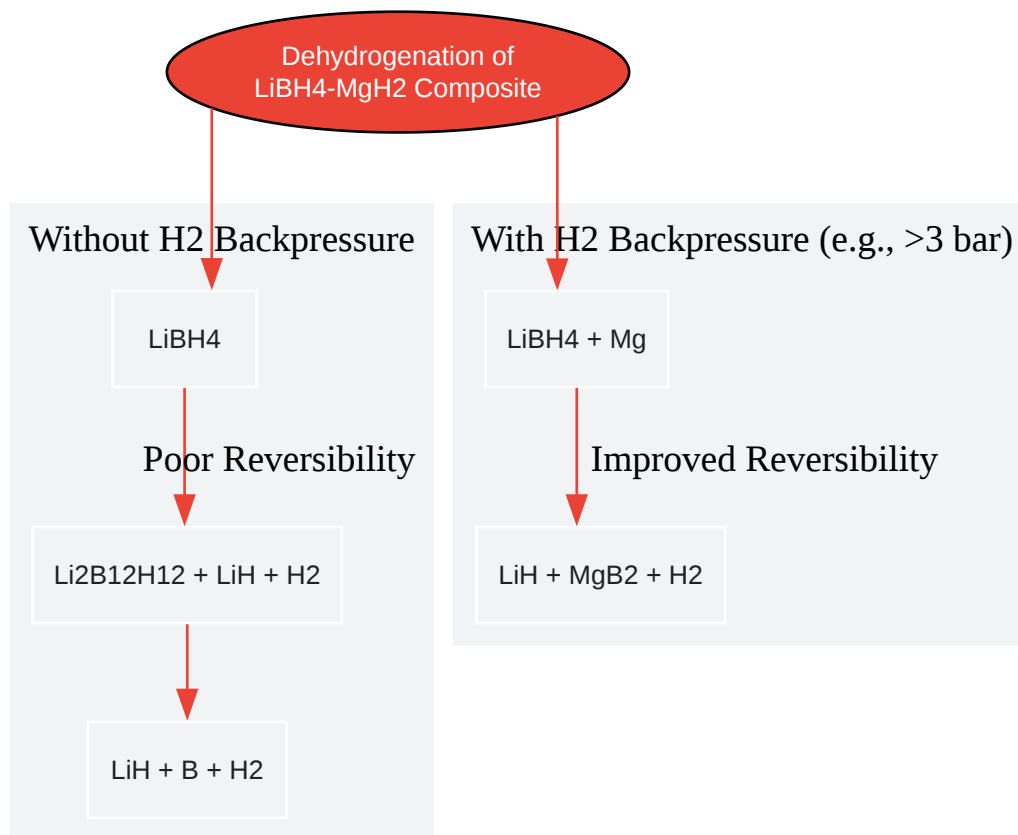 Dehydrogenation of
LiBH4-MgH2 Composite
Without H2 Backpressure
LiBH4
Poor Reversibility
Li2B12H12 + LiH + H2
LiH + B + H2
With H2 Backpressure (e.g., >3 bar)
LiBH4 + Mg
Improved Reversibility
LiH + MgB2 + H2